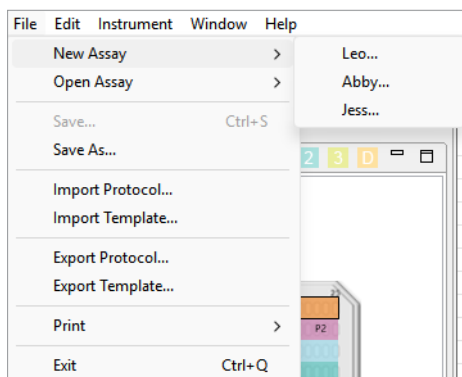 File Edit Instrument Window Help
New Assay Leo...
Open Assay Abby...
Jess...
Save... Ctrl+S
Save As...
2 3 D
Import Protocol...
Import Template...
Export Protocol...
Export Template...
Print P2
Exit Ctrl+Q